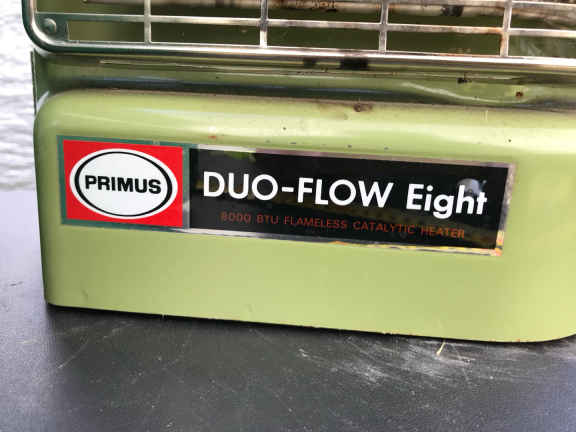 PRIMUS
DUO-FLOW Eight
8000 BTU FLAMELESS CATALYTIC HEATER